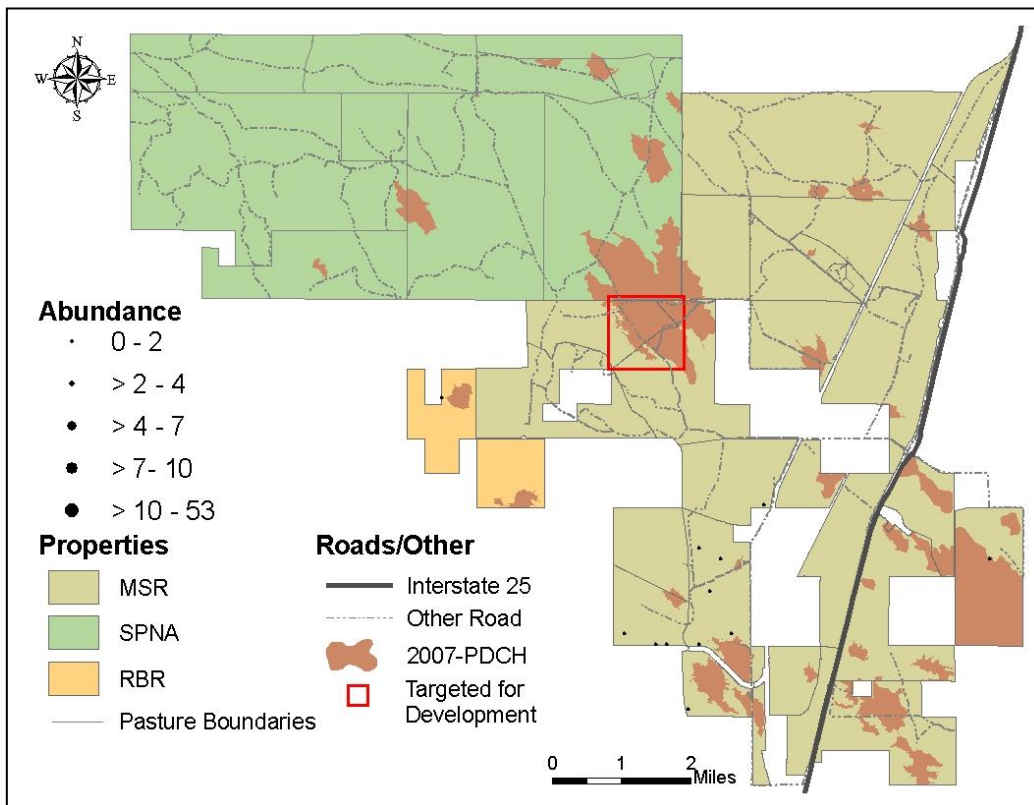 N
W E
S
Abundance
0 - 2
> 2 - 4
> 4 - 7
> 7- 10
> 10 - 53
Properties
MSR
SPNA
RBR
Pasture Boundaries
Roads/Other
Interstate 25
Other Road
2007-PDCH
Targeted for
Development
0 1 2
Miles